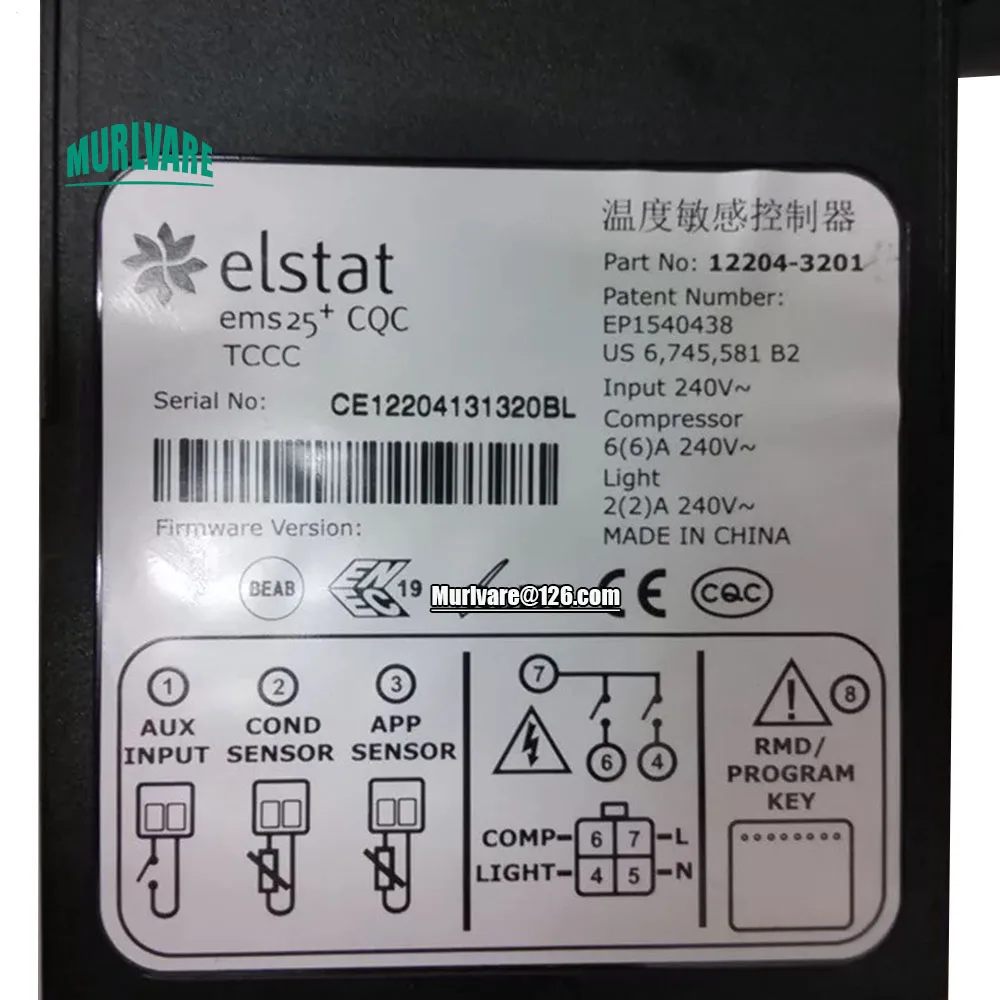 MURLVARE
elstat
ems25+ CQC
TCCC
Serial No: CE12204131320BL
Firmware Version:
温度敏感控制器
Part No: 12204-3201
Patent Number:
EP1540438
US 6,745,581 B2
Input 240V~
Compressor
6(6)A 240V~
Light
2(2)A 240V~
MADE IN CHINA
BEAB
ENEC 19
Murlvare@126.com
CE
CQC
1
AUX
INPUT
2
COND
SENSOR
3
APP
SENSOR
7
6 4
COMP- 6 7 -L
LIGHT- 4 5 -N
! 8
RMD/
PROGRAM
KEY